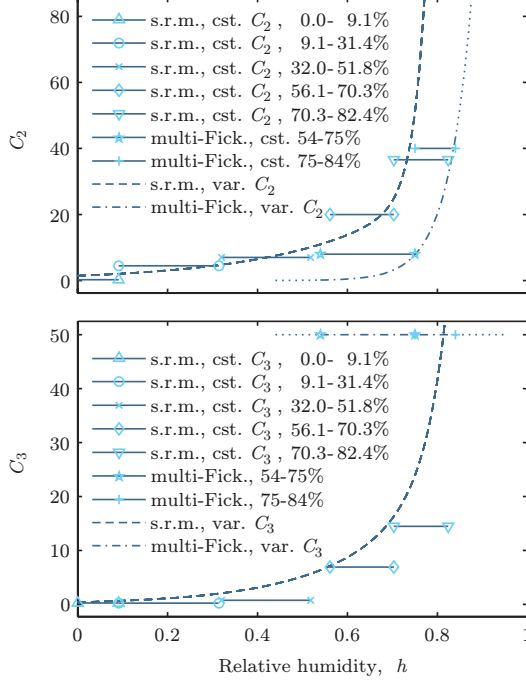 80
60
40
20
0
C2
s.r.m., cst. C2 , 0.0- 9.1%
s.r.m., cst. C2 , 9.1-31.4%
s.r.m., cst. C2 , 32.0-51.8%
s.r.m., cst. C2 , 56.1-70.3%
s.r.m., cst. C2 , 70.3-82.4%
multi-Fick., cst. 54-75%
multi-Fick., cst. 75-84%
s.r.m., var. C2
multi-Fick., var. C2
50
40
30
20
10
0
C3
s.r.m., cst. C3 , 0.0- 9.1%
s.r.m., cst. C3 , 9.1-31.4%
s.r.m., cst. C3 , 32.0-51.8%
s.r.m., cst. C3 , 56.1-70.3%
s.r.m., cst. C3 , 70.3-82.4%
multi-Fick., 54-75%
multi-Fick., 75-84%
s.r.m., var. C3
multi-Fick., var. C3
0 0.2 0.4 0.6 0.8 1
Relative humidity, h